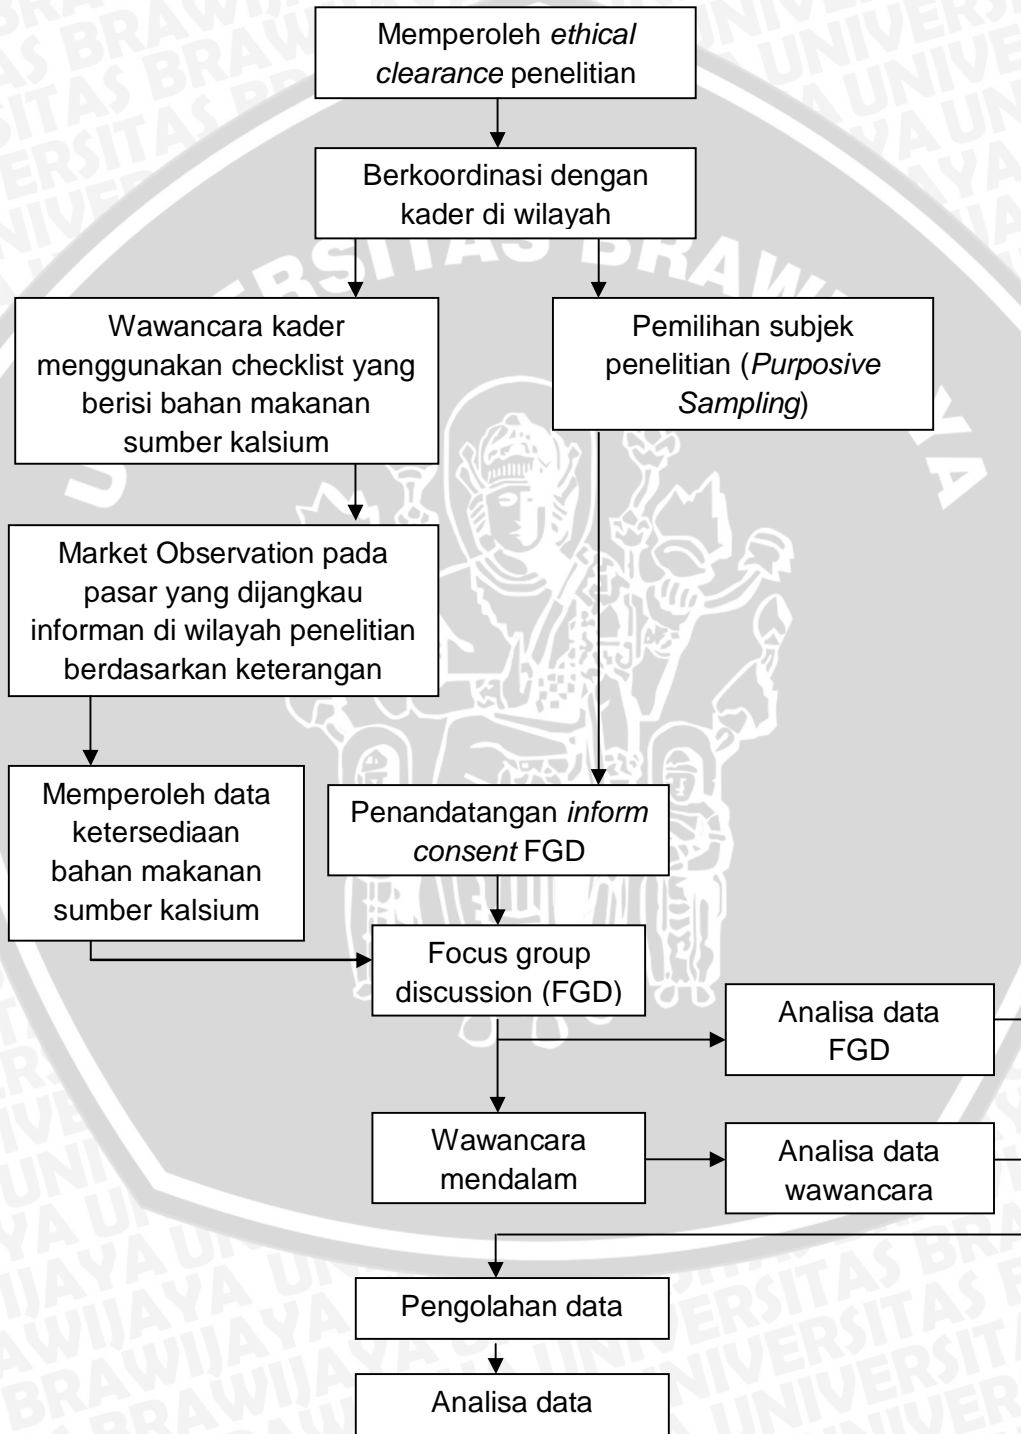 Memperoleh ethical
clearance penelitian
Berkoordinasi dengan
kader di wilayah
Wawancara kader
menggunakan checklist yang
berisi bahan makanan
sumber kalsium
Pemilihan subjek
penelitian (Purposive
Sampling)
Market Observation pada
pasar yang dijangkau
informan di wilayah penelitian
berdasarkan keterangan
Memperoleh data
ketersediaan
bahan makanan
sumber kalsium
Penandatangan inform
consent FGD
Focus group
discussion (FGD)
Analisa data
FGD
Wawancara
mendalam
Analisa data
wawancara
Pengolahan data
Analisa data
UNIVERSITAS BRAWIJAYA